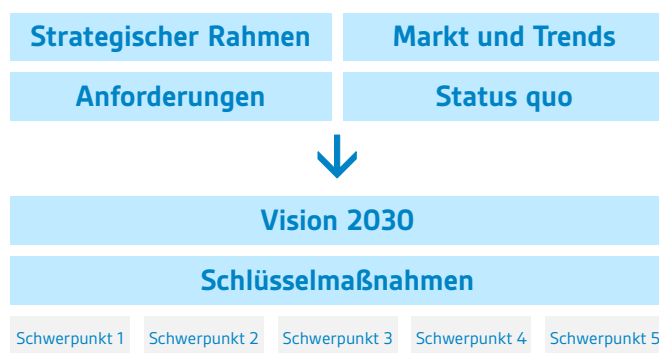 Strategischer Rahmen
Markt und Trends
Anforderungen
Status quo
Vision 2030
Schlüsselmaßnahmen
Schwerpunkt 1
Schwerpunkt 2
Schwerpunkt 3
Schwerpunkt 4
Schwerpunkt 5